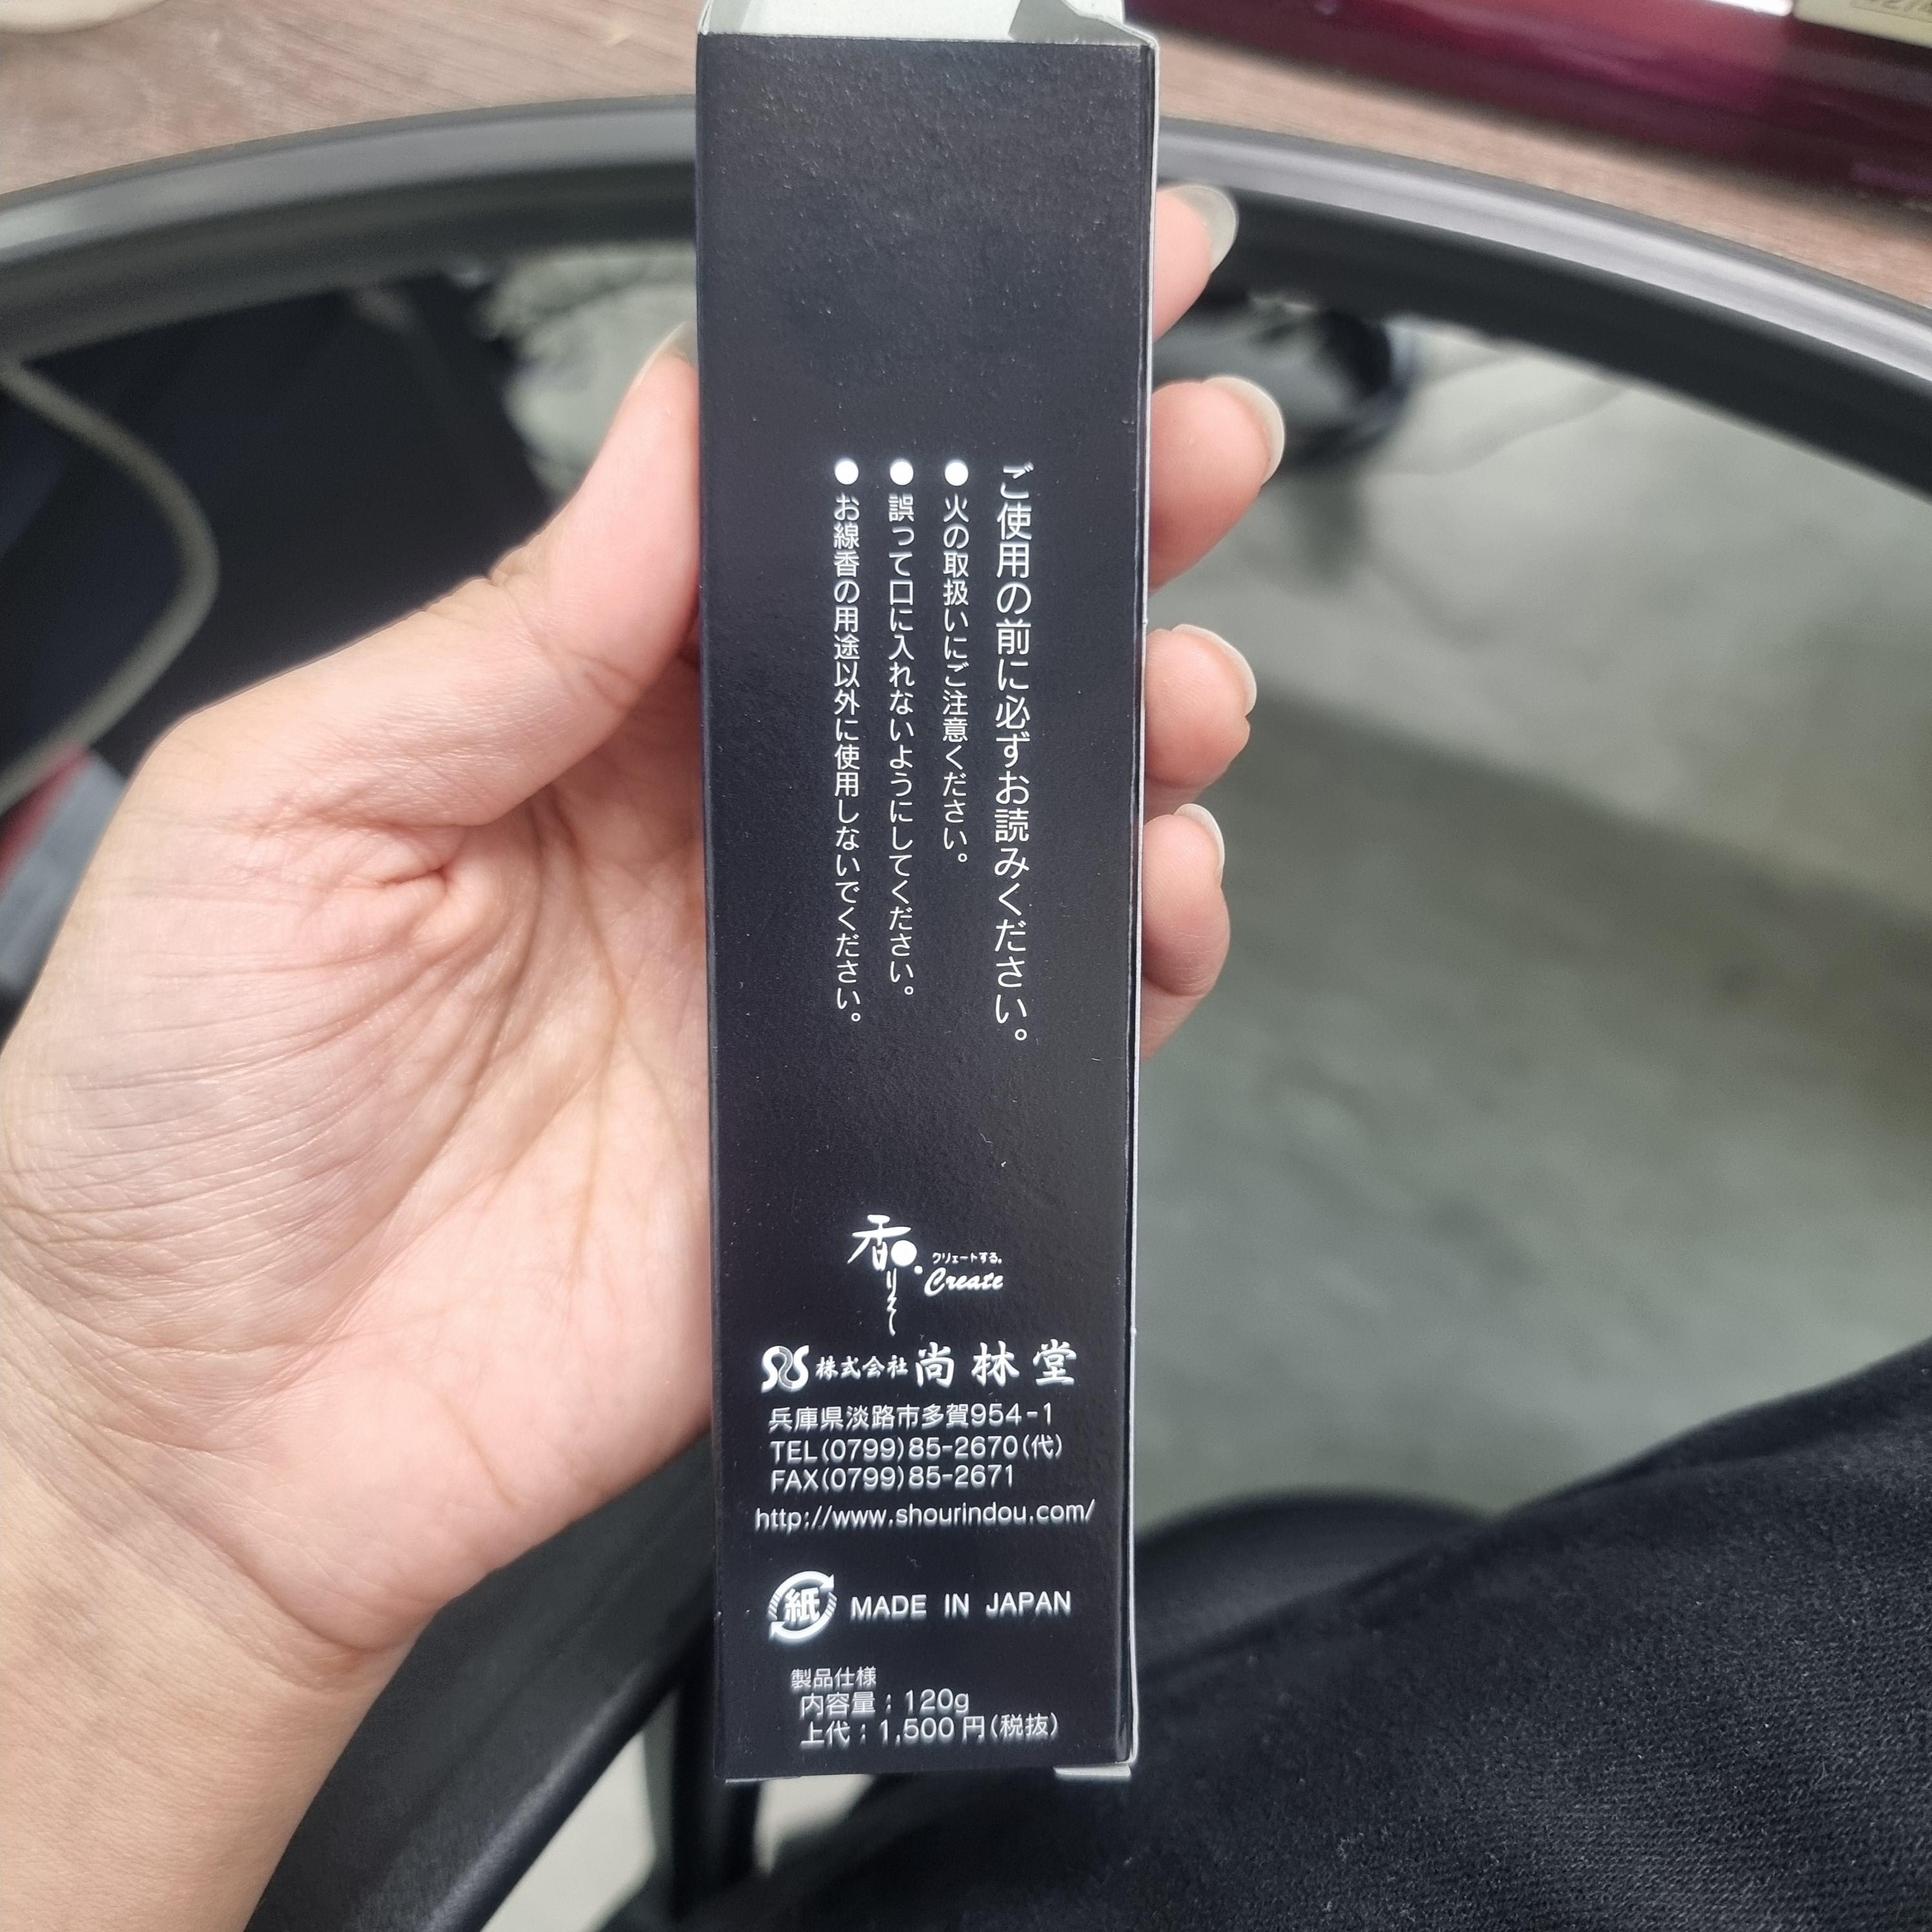 ご使用の前に必ずお読みください。
●火の取扱いにご注意ください。
●誤って口に入れないようにしてください。
●お線香の用途以外に使用しないでください。
香り
クリエートする。
Create
株式会社 尚林堂
兵庫県淡路市多賀954-1
TEL(0799)85-2670(代)
FAX(0799)85-2671
http://www.shourindou.com/
紙 MADE IN JAPAN
製品仕様
内容量：120g
上代：1,500円(税抜)